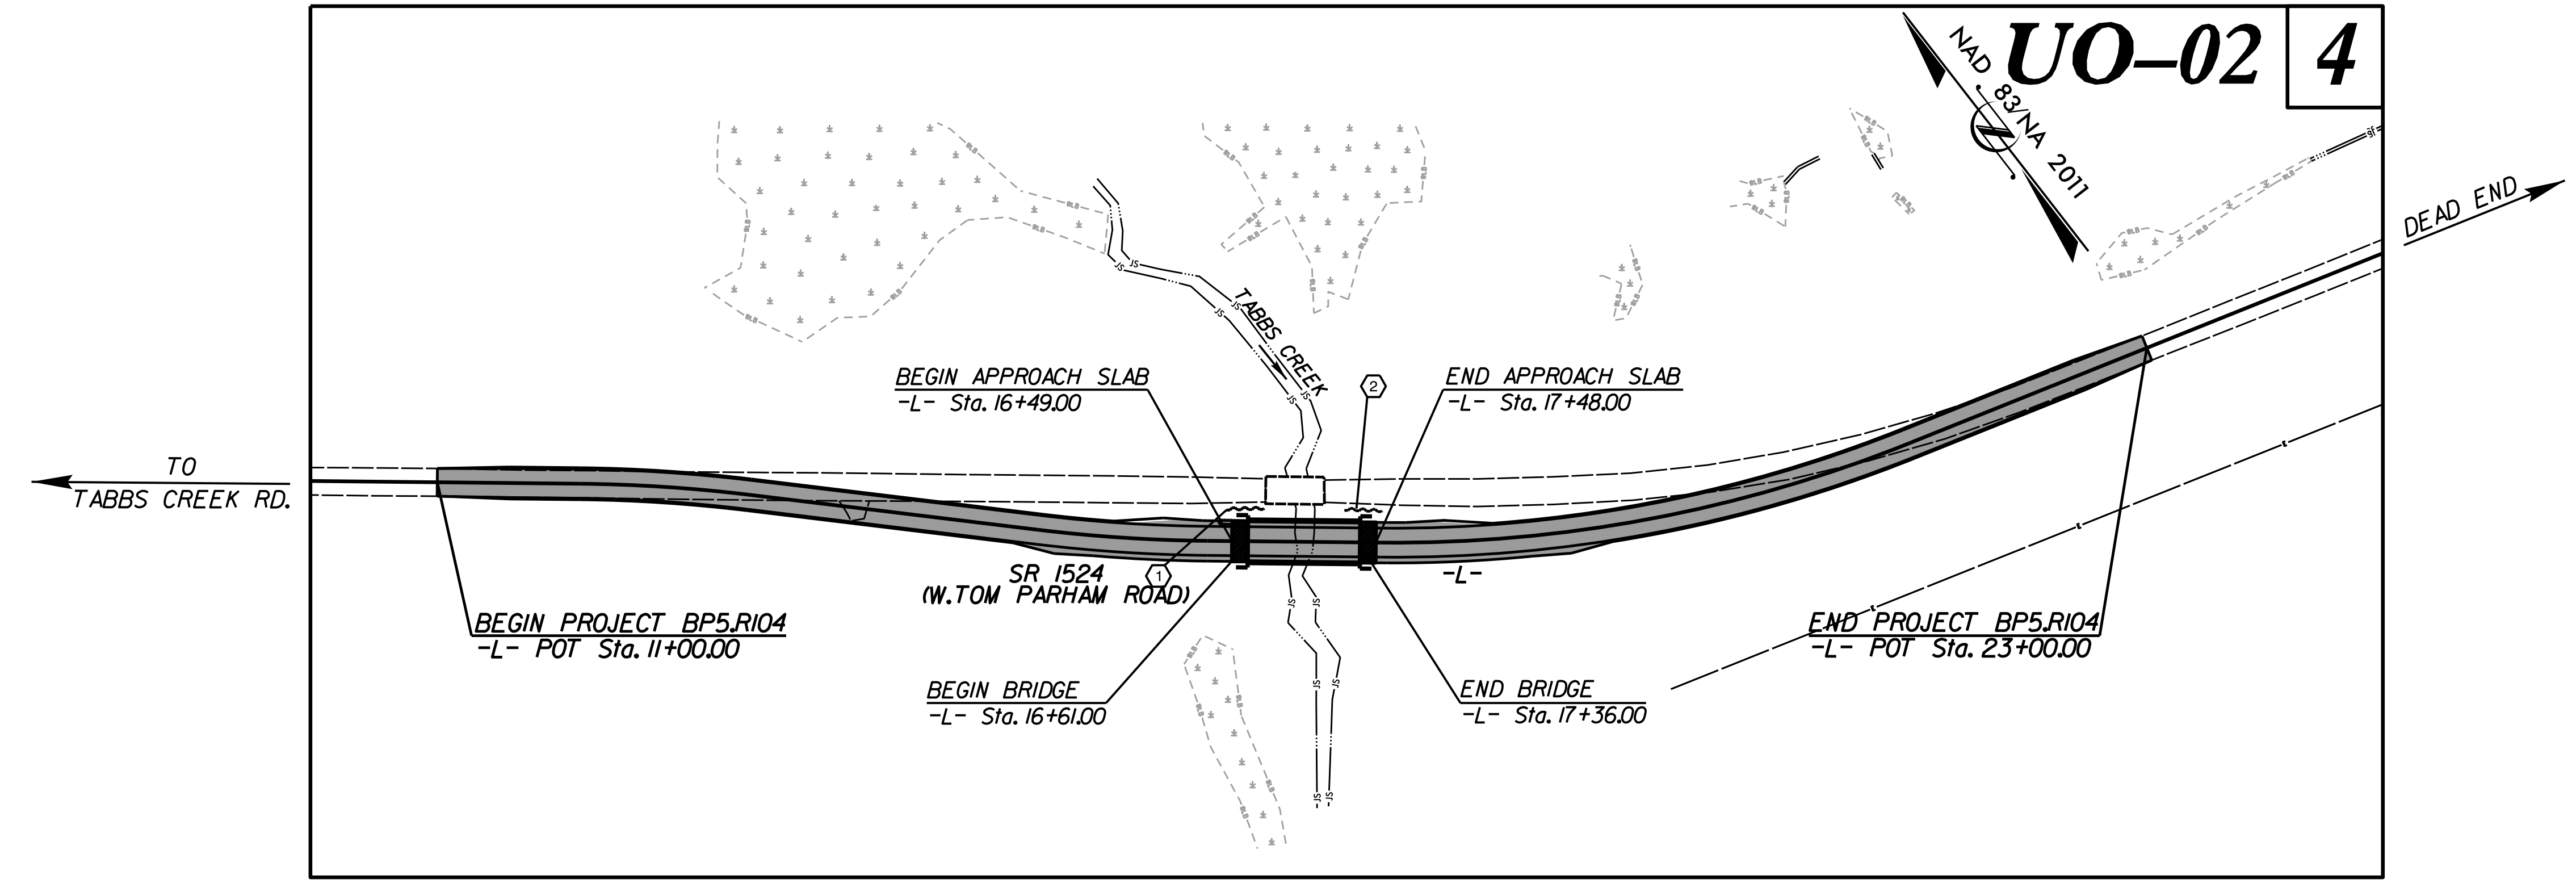 UO-02
4
NAD 83/NA 2011
DEAD END
TABBS CREEK
BEGIN APPROACH SLAB
-L- Sta. 16+49.00
2
END APPROACH SLAB
-L- Sta. 17+48.00
TO
TABBS CREEK RD.
SR 1524
(W.TOM PARHAM ROAD)
1
-L-
BEGIN PROJECT BP5.R104
-L- POT Sta. 11+00.00
END PROJECT BP5.R104
-L- POT Sta. 23+00.00
BEGIN BRIDGE
-L- Sta. 16+61.00
END BRIDGE
-L- Sta. 17+36.00